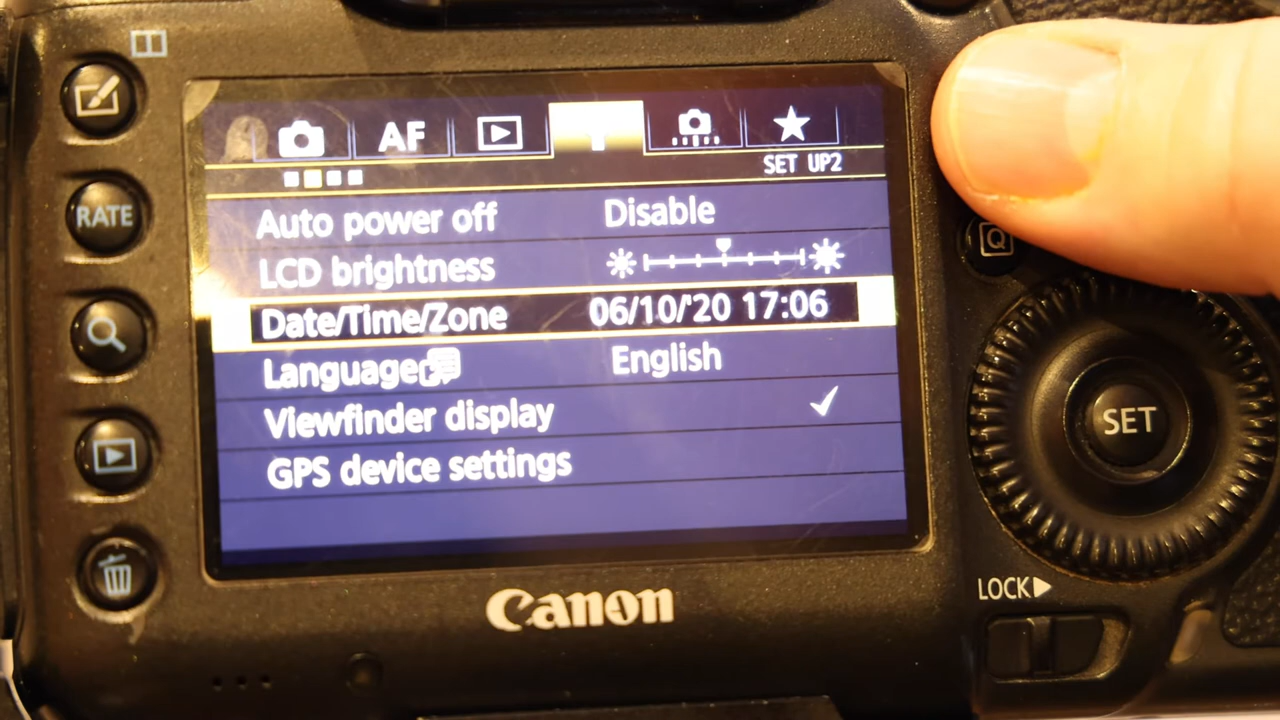 AF
SET UP2
RATE
Auto power off Disable
LCD brightness
Date/Time/Zone 06/10/'20 17:06
Language English
Viewfinder display
GPS device settings
Q
SET
LOCK
Canon